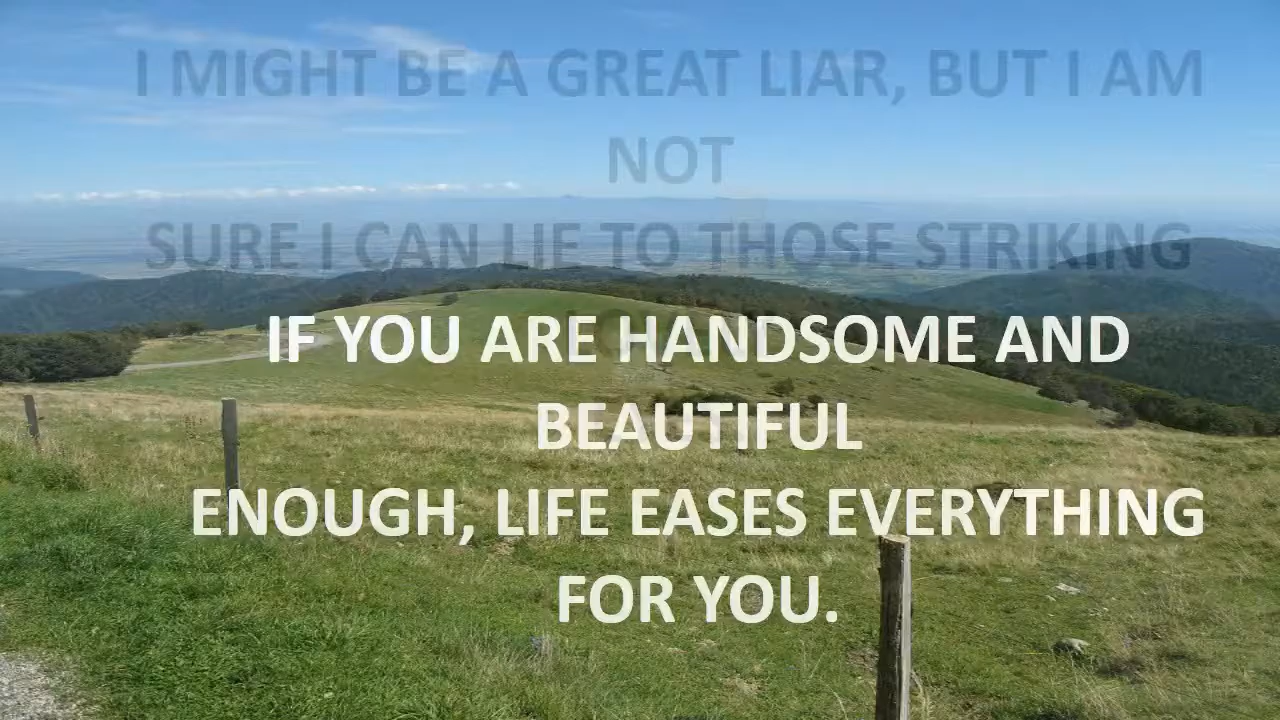 I MIGHT BE A GREAT LIAR, BUT I AM
NOT
SURE I CAN LIE TO THOSE STRIKING
IF YOU ARE HANDSOME AND
BEAUTIFUL
ENOUGH, LIFE EASES EVERYTHING
FOR YOU.